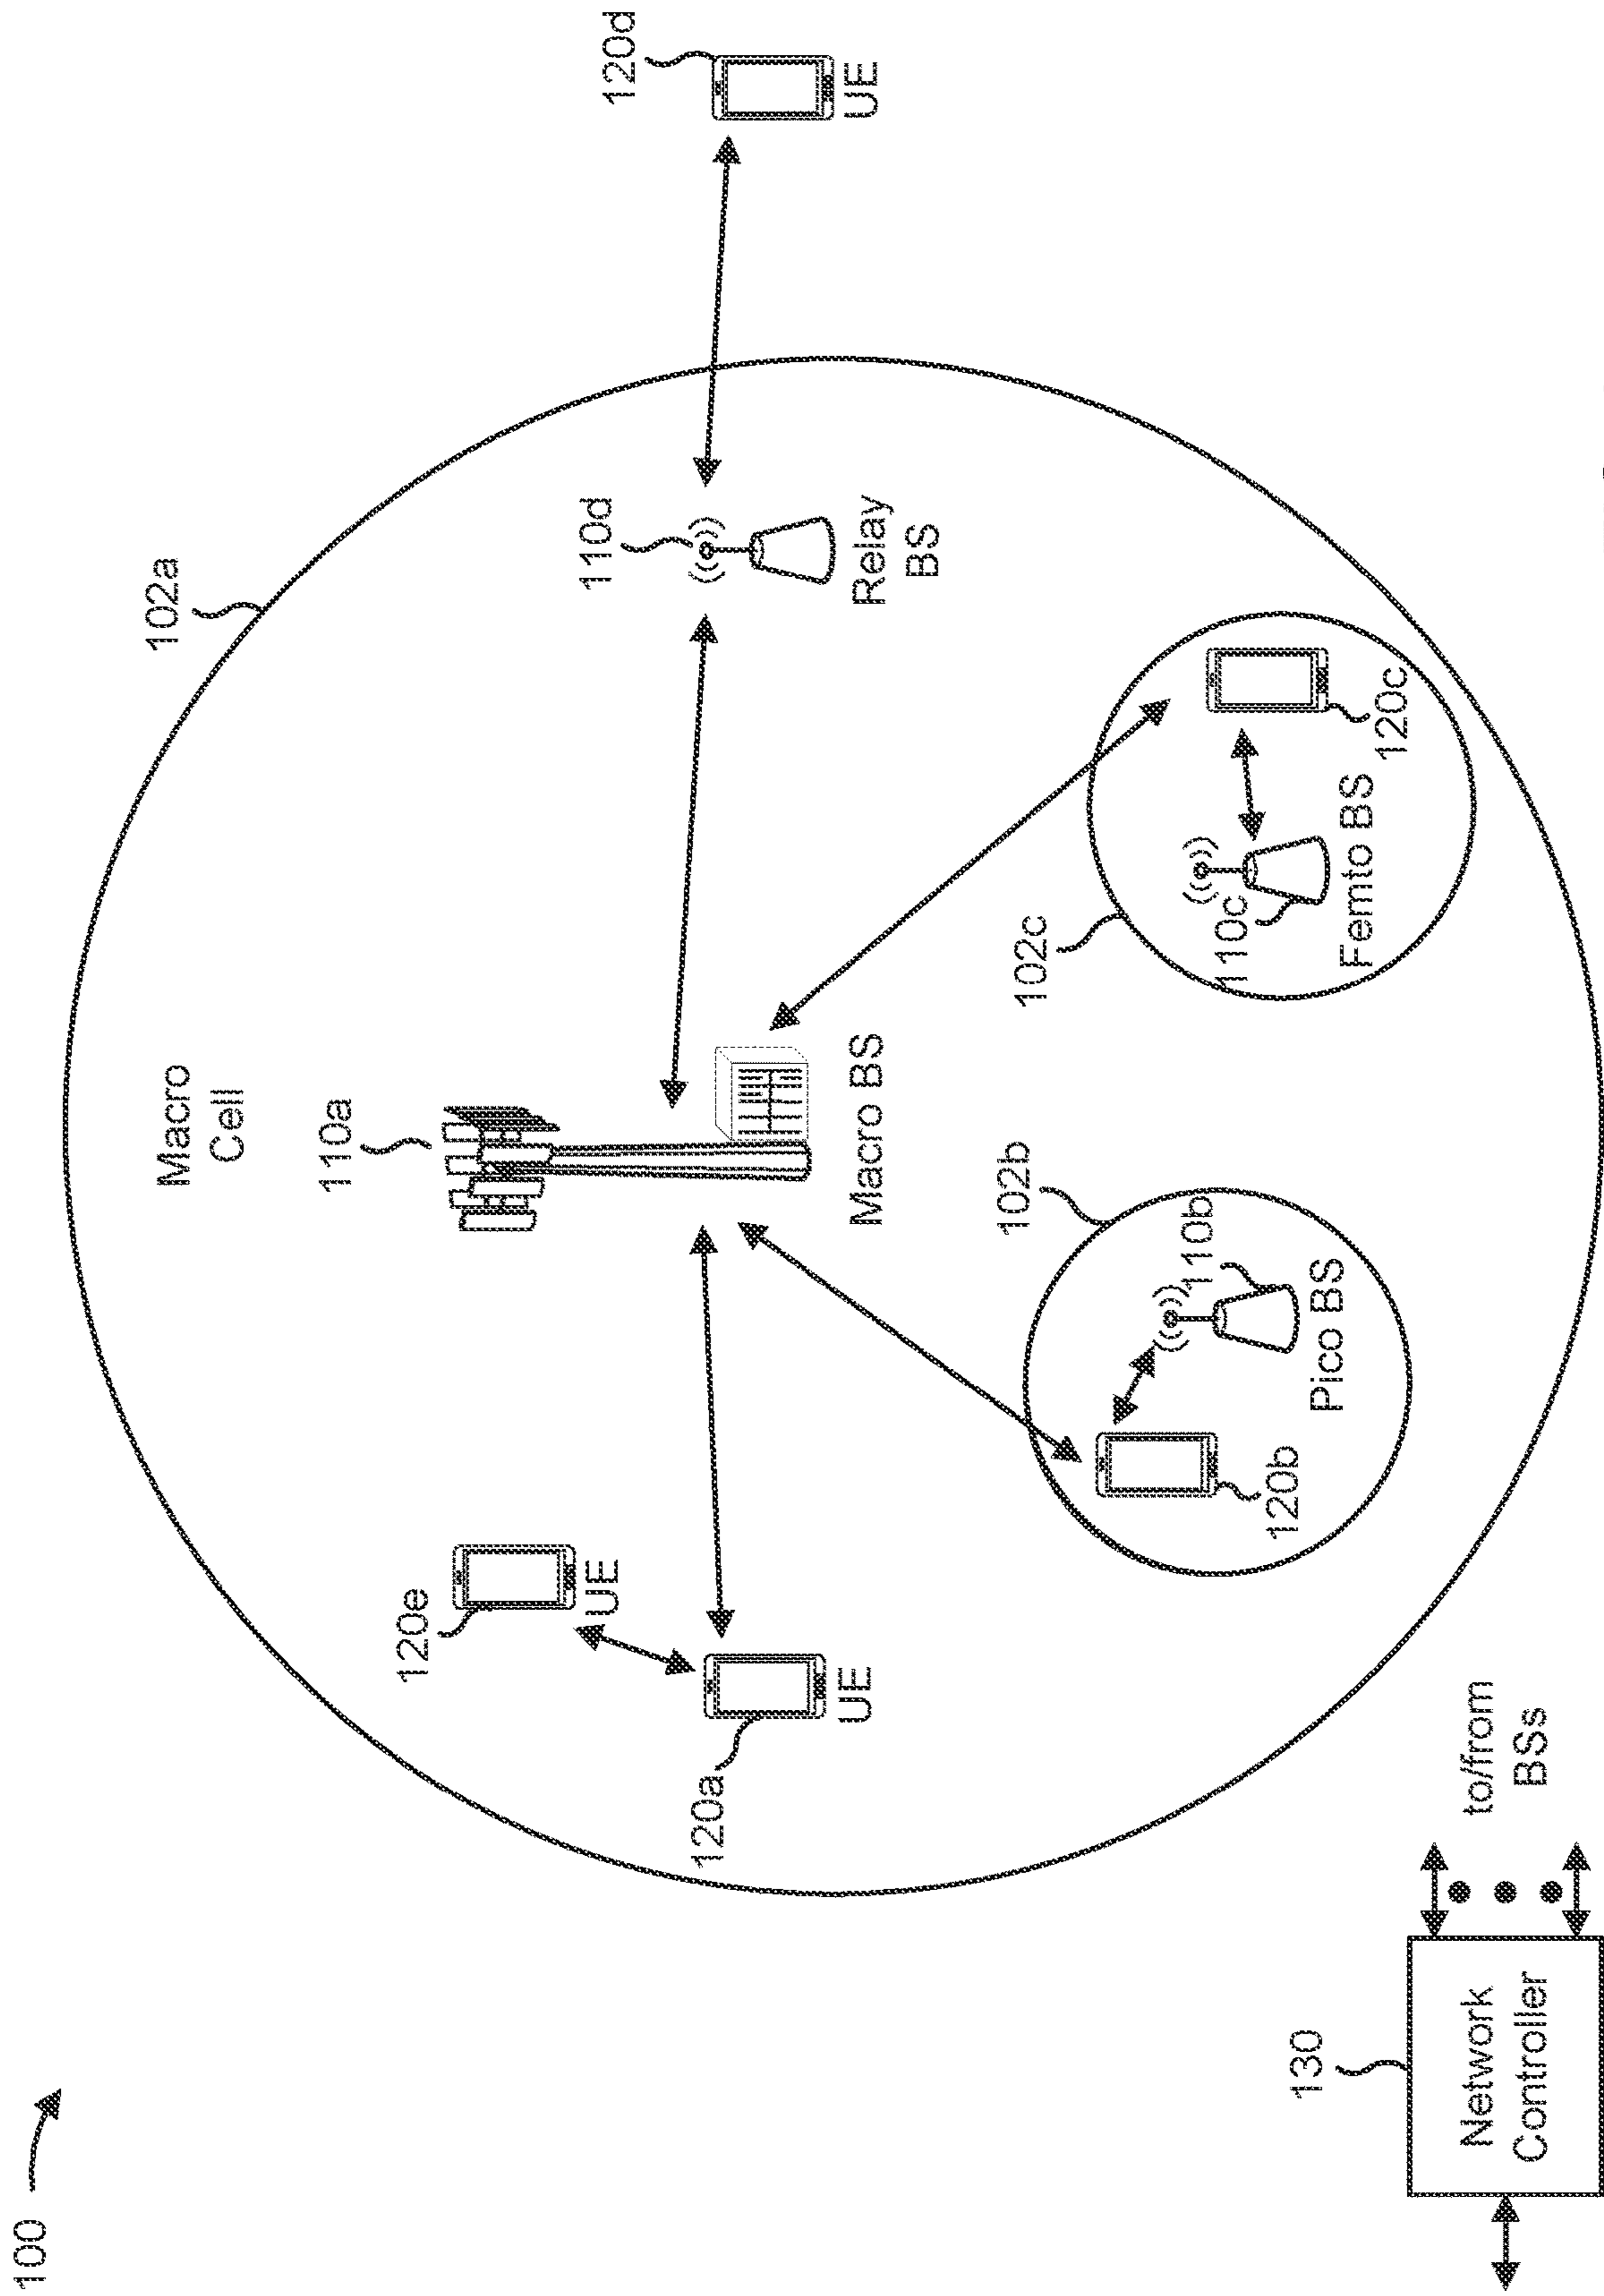 100
Macro
Cell
102a
110a
120e
UE
120a
UE
Macro BS
110d
Relay
BS
120d
UE
102b
110b
Pico BS
120b
102c
110c
Femto BS
120c
130
Network
Controller
to/from
BSs